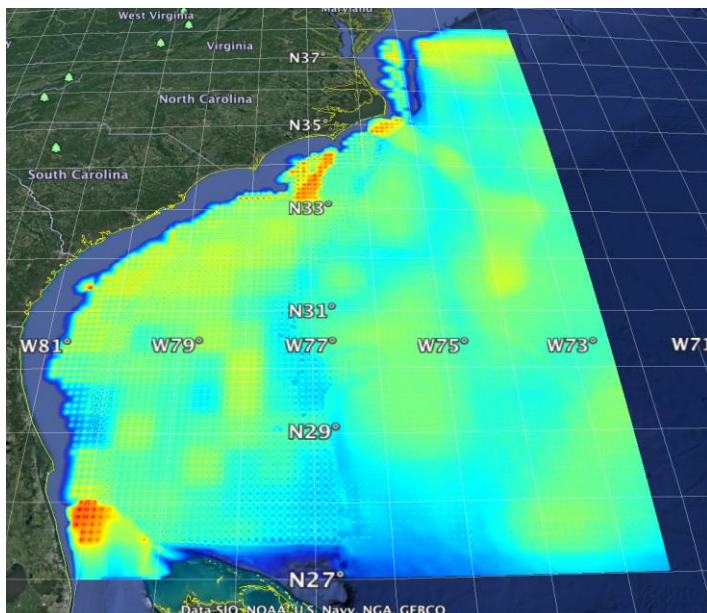 Maryland
West Virginia
Virginia
N37°
North Carolina
N35°
South Carolina
N33°
N31°
W81° W79° W77° W75° W73° W71
N29°
N27°
Data SIO, NOAA, U.S. Navy, NGA, GEBCO